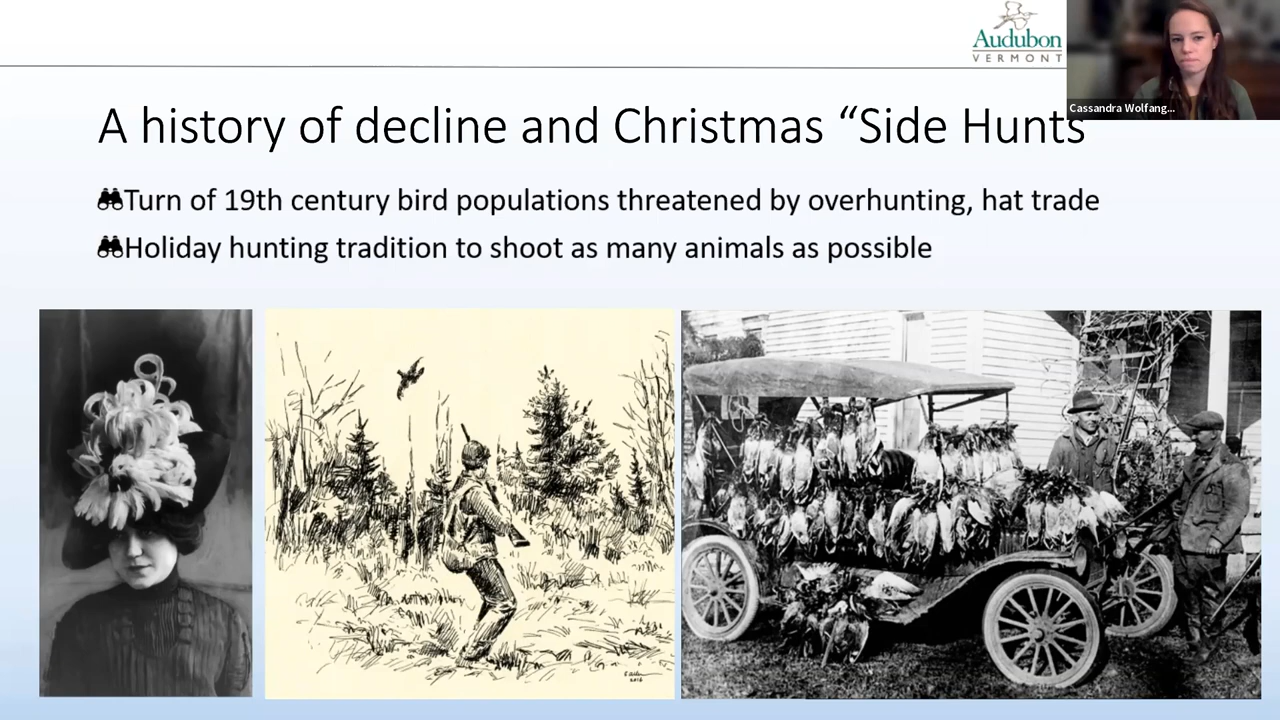 Audubon
VERMONT
Cassandra Wolfang...
A history of decline and Christmas “Side Hunts
Turn of 19th century bird populations threatened by overhunting, hat trade
Holiday hunting tradition to shoot as many animals as possible
2016